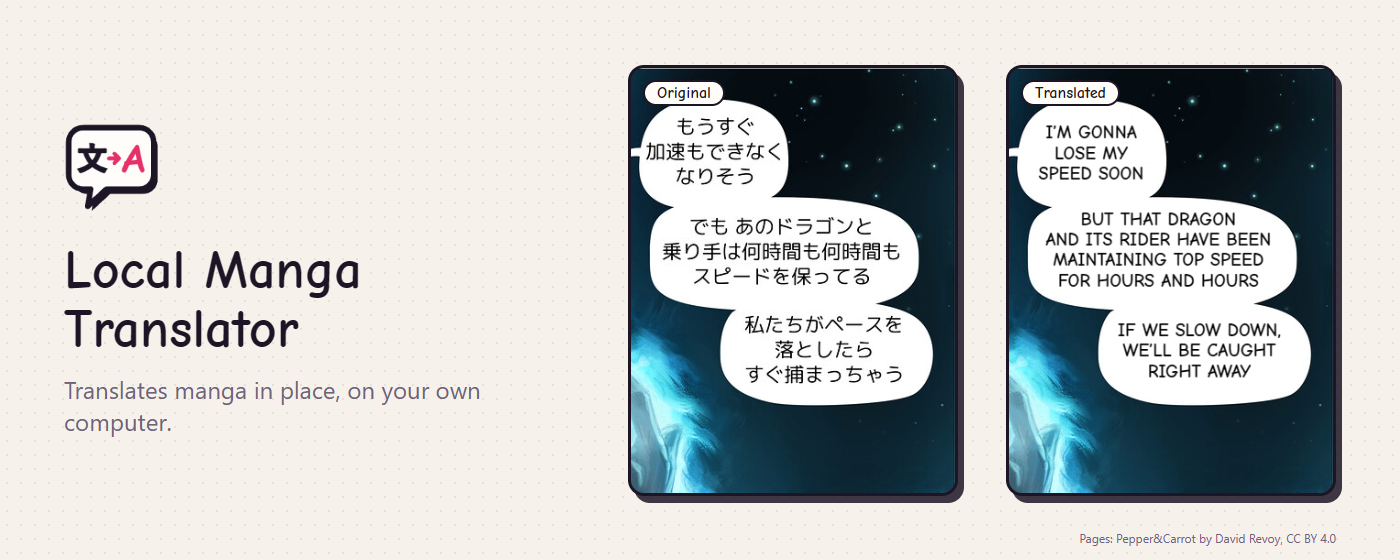 文→A
Local Manga
Translator
Translates manga in place, on your own
computer.
Original
もうすぐ
加速もできなく
なりそう
でも あのドラゴンと
乗り手は何時間も何時間も
スピードを保ってる
私たちがペースを
落としたら
すぐ捕まっちゃう
Translated
I'M GONNA
LOSE MY
SPEED SOON
BUT THAT DRAGON
AND ITS RIDER HAVE BEEN
MAINTAINING TOP SPEED
FOR HOURS AND HOURS
IF WE SLOW DOWN,
WE'LL BE CAUGHT
RIGHT AWAY
Pages: Pepper&Carrot by David Revoy, CC BY 4.0